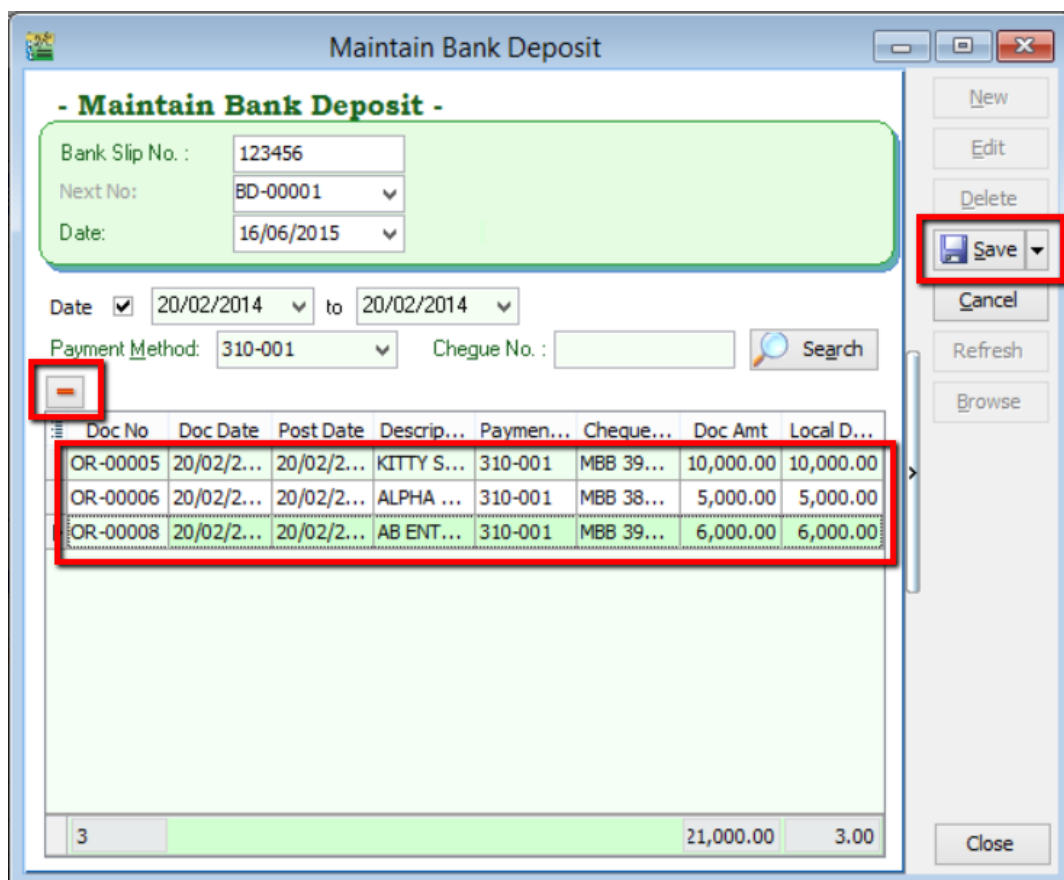 Maintain Bank Deposit
- Maintain Bank Deposit -
Bank Slip No. : 123456
Next No: BD-00001
Date: 16/06/2015
Date 20/02/2014 to 20/02/2014
Payment Method: 310-001 Cheque No. : Search
Doc No Doc Date Post Date Descrip... Paymen... Cheque... Doc Amt Local D...
OR-00005 20/02/2... 20/02/2... KITTY S... 310-001 MBB 39... 10,000.00 10,000.00
OR-00006 20/02/2... 20/02/2... ALPHA ... 310-001 MBB 38... 5,000.00 5,000.00
OR-00008 20/02/2... 20/02/2... AB ENT... 310-001 MBB 39... 6,000.00 6,000.00
3 21,000.00 3.00
New
Edit
Delete
Save
Cancel
Refresh
Browse
Close